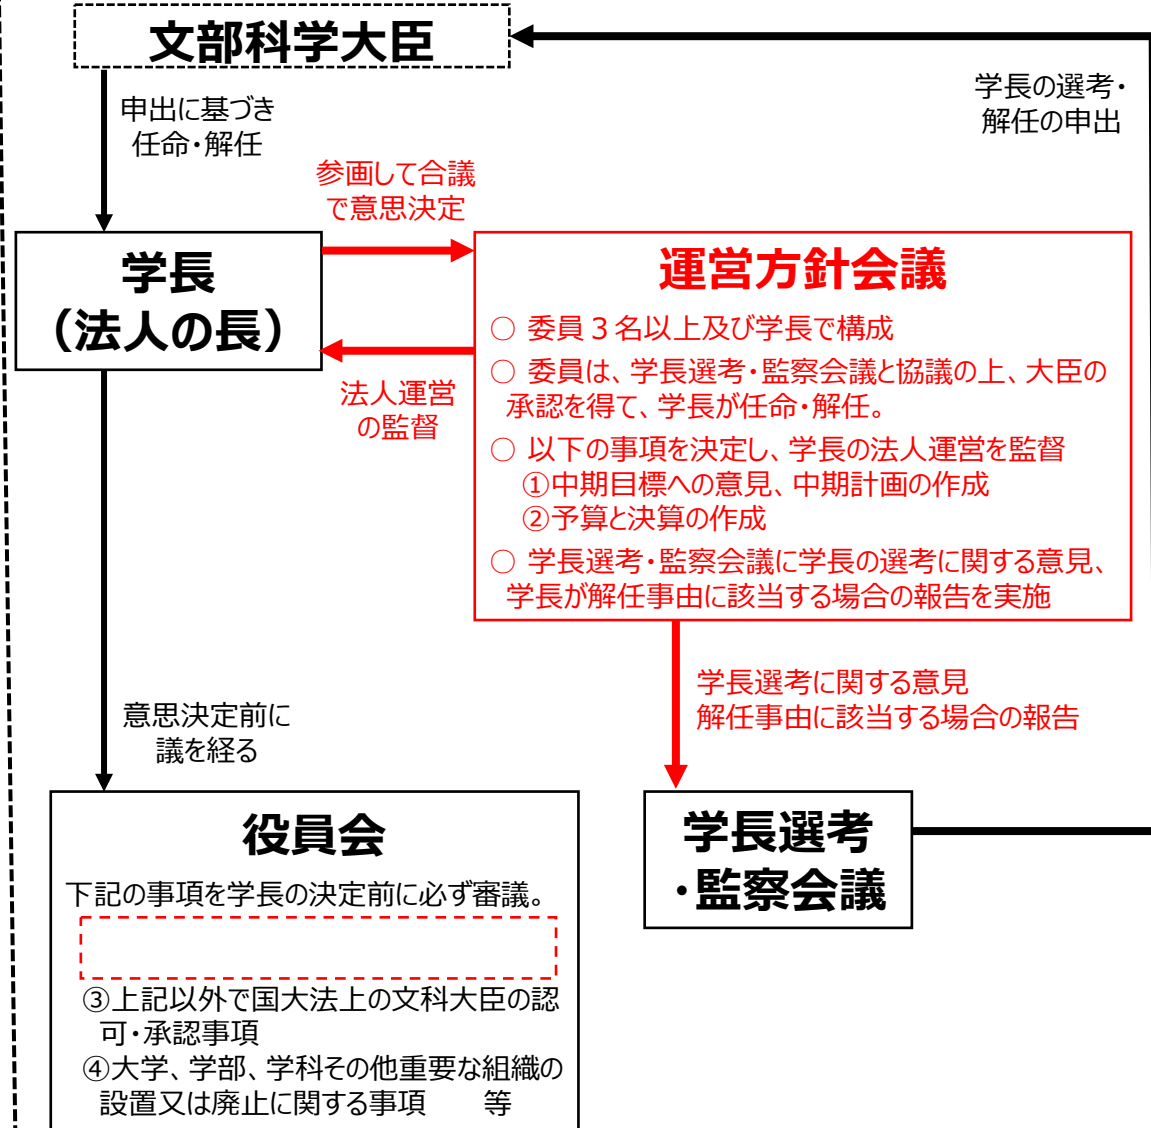 文部科学大臣
申出に基づき
任命・解任
学長の選考・
解任の申出
参画して合議
で意思決定
学長
（法人の長）
法人運営
の監督
運営方針会議
○ 委員３名以上及び学長で構成
○ 委員は、学長選考・監察会議と協議の上、大臣の
承認を得て、学長が任命・解任。
○ 以下の事項を決定し、学長の法人運営を監督
①中期目標への意見、中期計画の作成
②予算と決算の作成
○ 学長選考・監察会議に学長の選考に関する意見、
学長が解任事由に該当する場合の報告を実施
学長選考に関する意見
解任事由に該当する場合の報告
意思決定前に
議を経る
役員会
下記の事項を学長の決定前に必ず審議。
③上記以外で国大法上の文科大臣の認
可・承認事項
④大学、学部、学科その他重要な組織の
設置又は廃止に関する事項　　等
学長選考
・監察会議